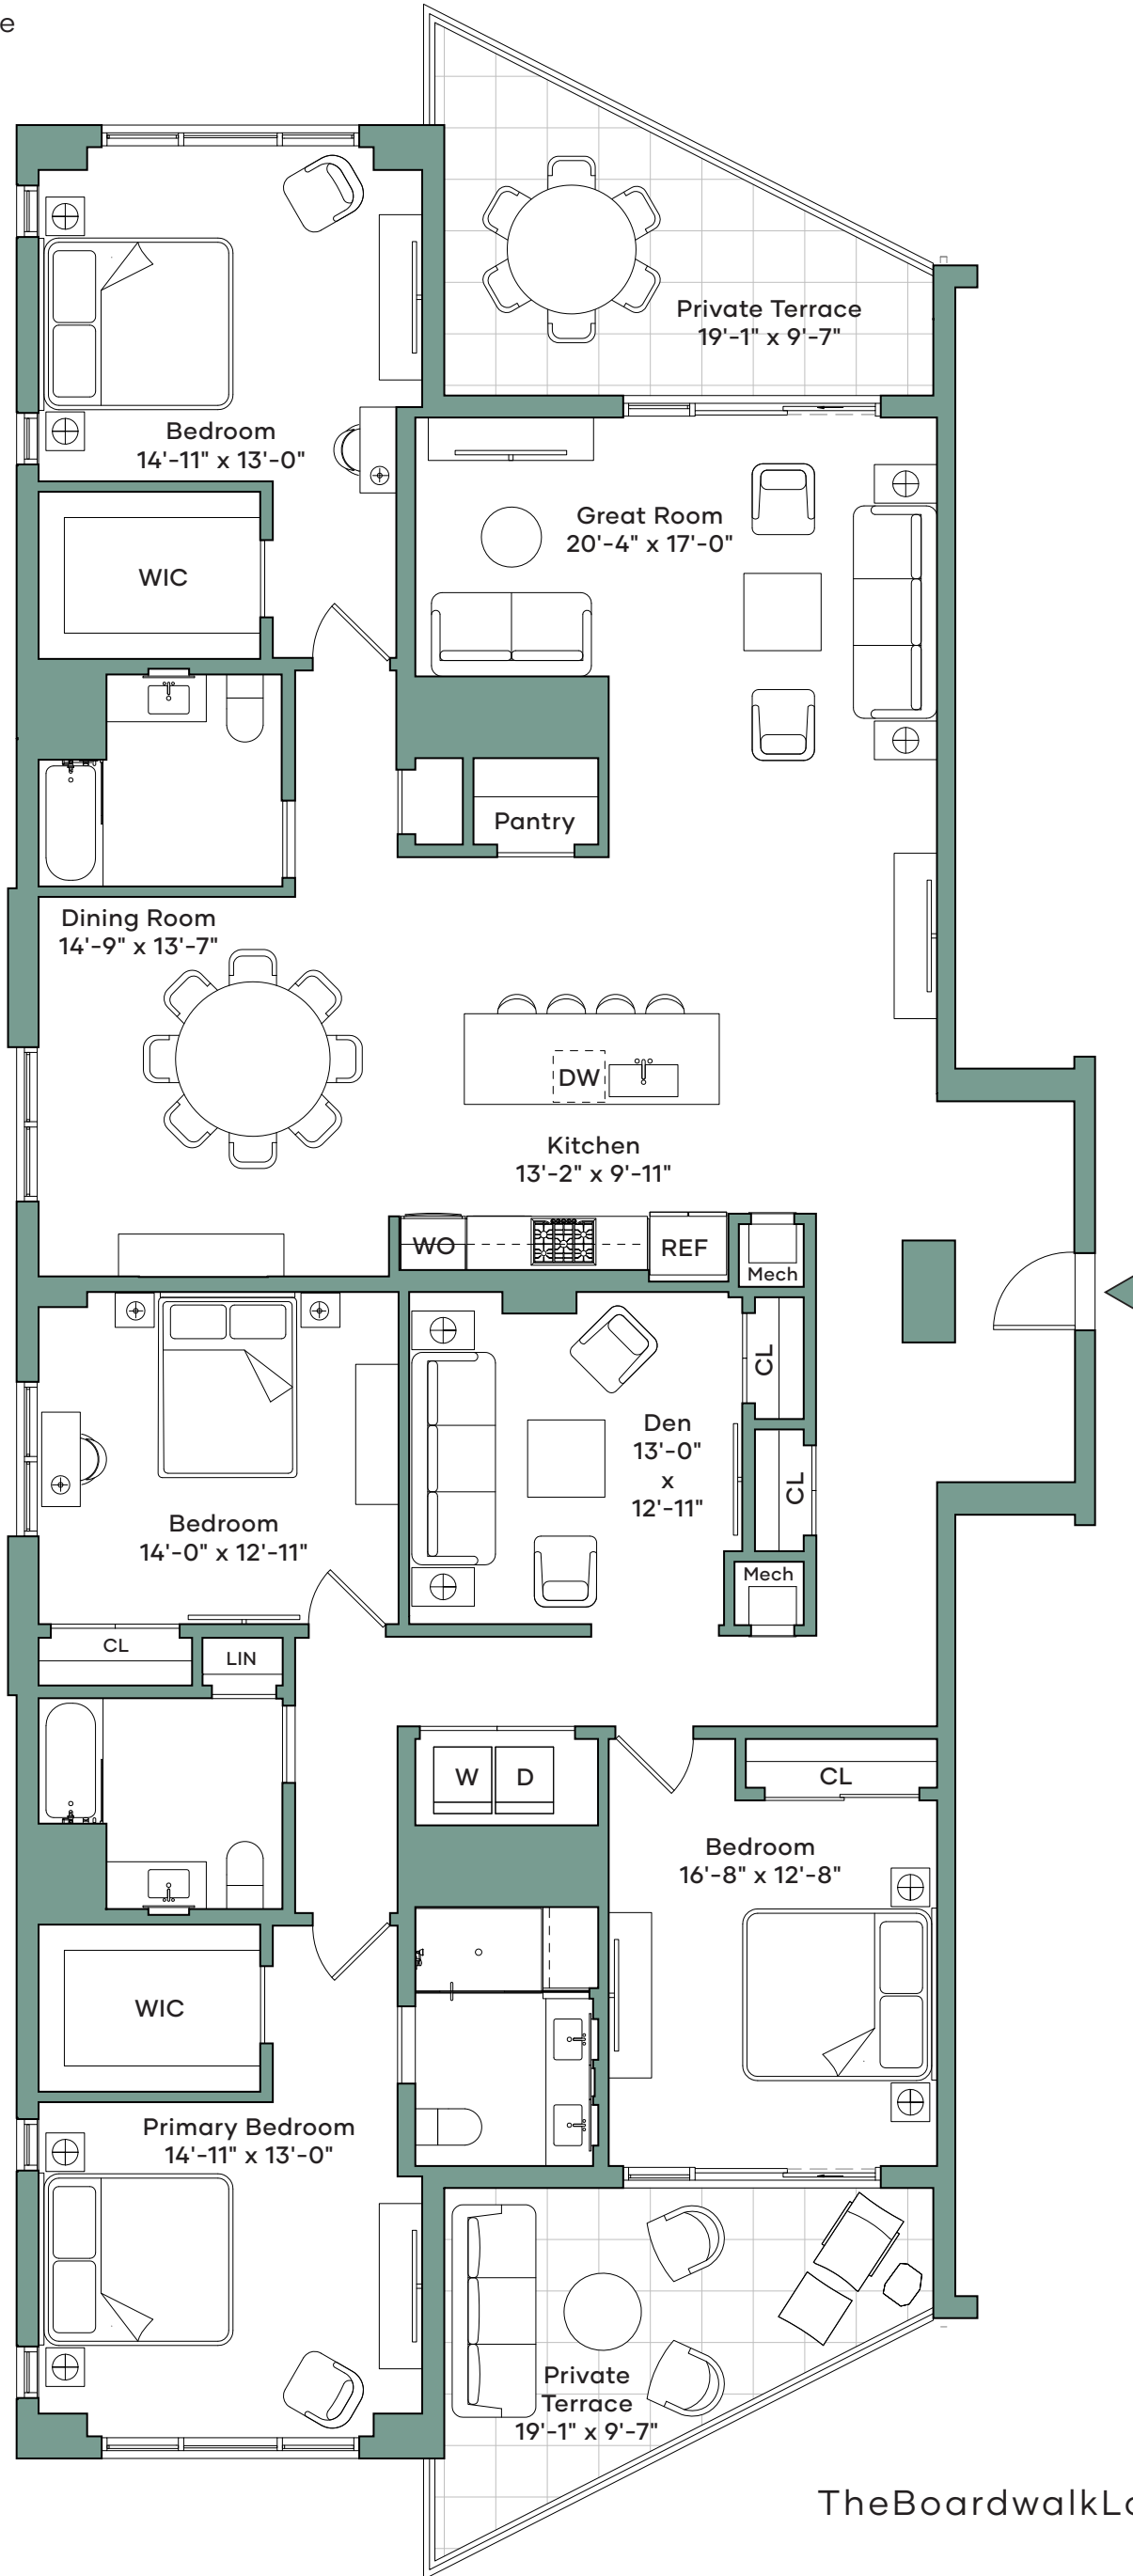 e
Private Terrace
19'-1" x 9'-7"
Bedroom
14'-11" x 13'-0"
Great Room
20'-4" x 17'-0"
WIC
Pantry
Dining Room
14'-9" x 13'-7"
DW
Kitchen
13'-2" x 9'-11"
WO
REF
Mech
CL
Den
13'-0"
x
12'-11"
CL
Bedroom
14'-0" x 12'-11"
Mech
CL
LIN
W
D
CL
Bedroom
16'-8" x 12'-8"
WIC
Primary Bedroom
14'-11" x 13'-0"
Private
Terrace
19'-1" x 9'-7"
TheBoardwalkLo